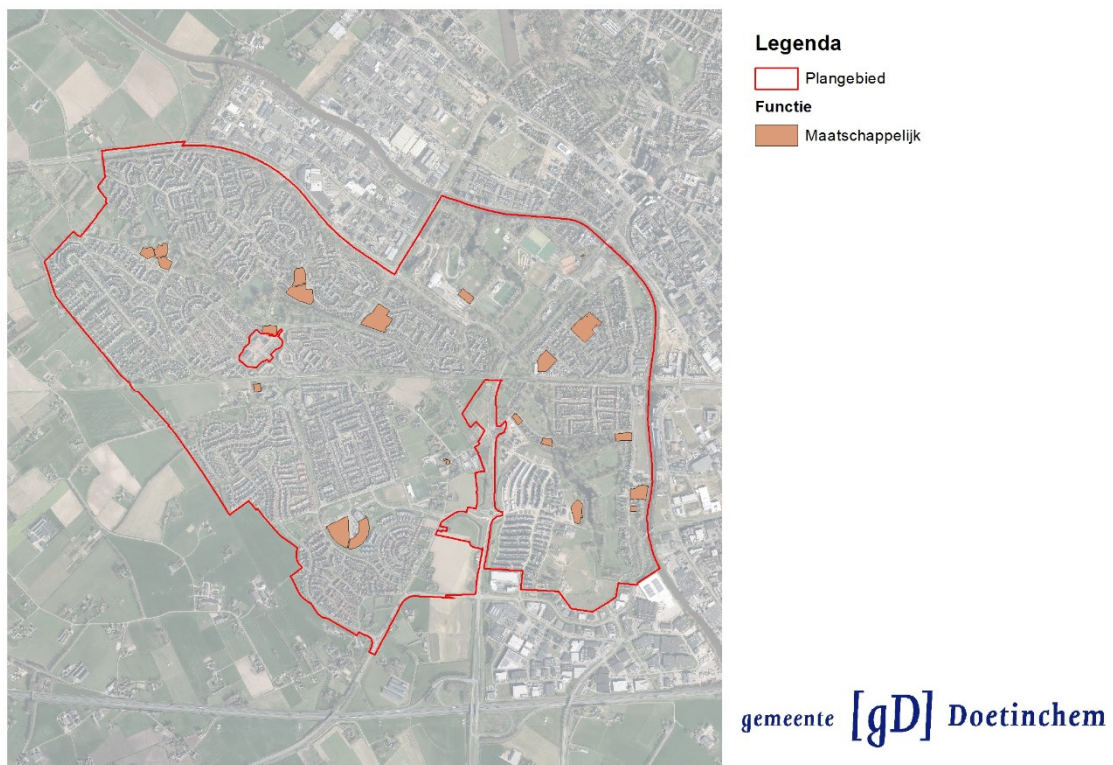 Legenda
Plangebied
Functie
Maatschappelijk
gemeente [gD] Doetinchem